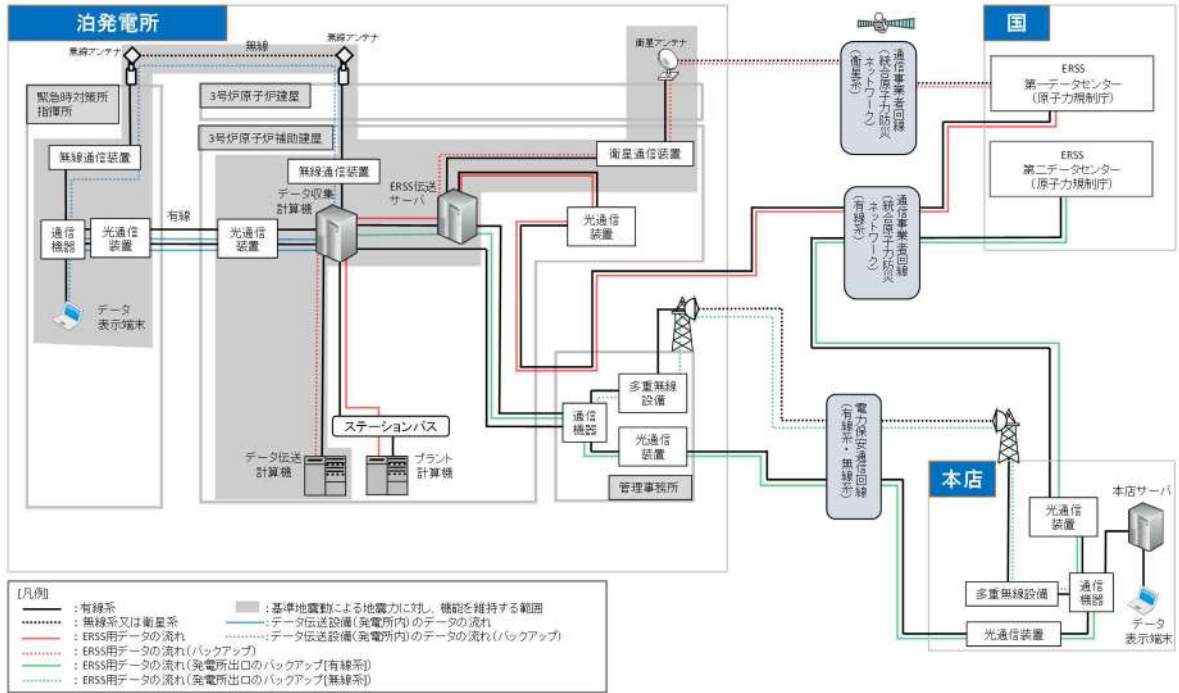 泊発電所
無線アンテナ
無線
無線アンテナ
衛星アンテナ
緊急時対策所
指揮所
3号炉原子炉建屋
3号炉原子炉補助建屋
無線通信装置
無線通信装置
衛星通信装置
データ収集
計算機
ERSS伝送
サーバ
光通信
装置
有線
通信
機器
光通信
装置
光通信
装置
データ
表示端末
ステーションバス
データ伝送
計算機
プラント
計算機
多重無線
設備
通信
機器
光通信
装置
管理事務所
通信事業者回線
(統合原子力防災
ネットワーク)
(衛星系)
通信事業者回線
(統合原子力防災
ネットワーク)
(有線系)
電力保安通信回線
(有線系・無線系)
国
ERSS
第一データセンター
(原子力規制庁)
ERSS
第二データセンター
(原子力規制庁)
本店
光通信
装置
本店サーバ
多重無線設備
通信
機器
光通信装置
データ
表示端末
[凡例]
:有線系
:無線系又は衛星系
:ERSS用データの流れ
:ERSS用データの流れ(バックアップ)
:ERSS用データの流れ(発電所出口のバックアップ[有線系])
:ERSS用データの流れ(発電所出口のバックアップ[無線系])
:基準地震動による地震力に対し、機能を維持する範囲
:データ伝送設備(発電所内)のデータの流れ
:データ伝送設備(発電所内)のデータの流れ(バックアップ)